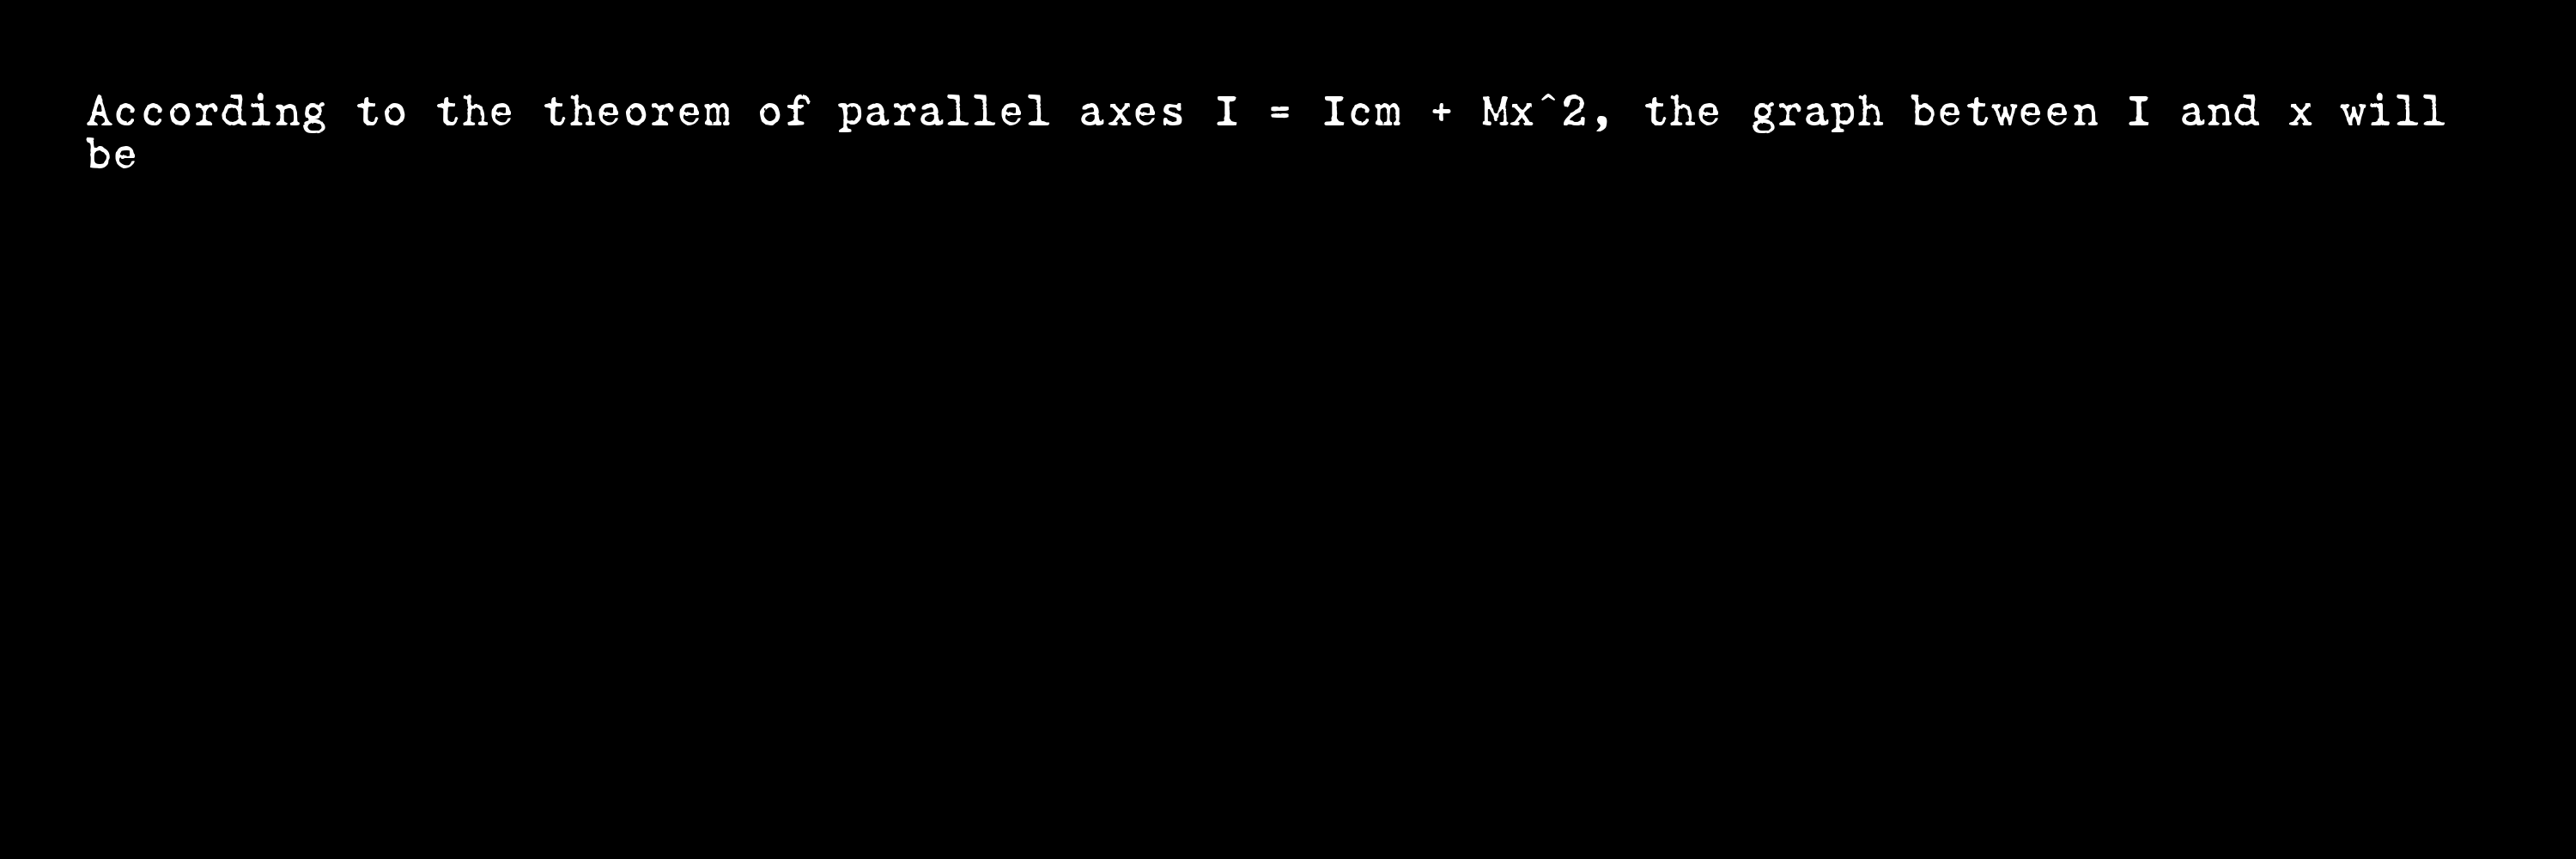 According to the theorem of parallel axes I = Icm + Mx^2, the graph between I and x will
be